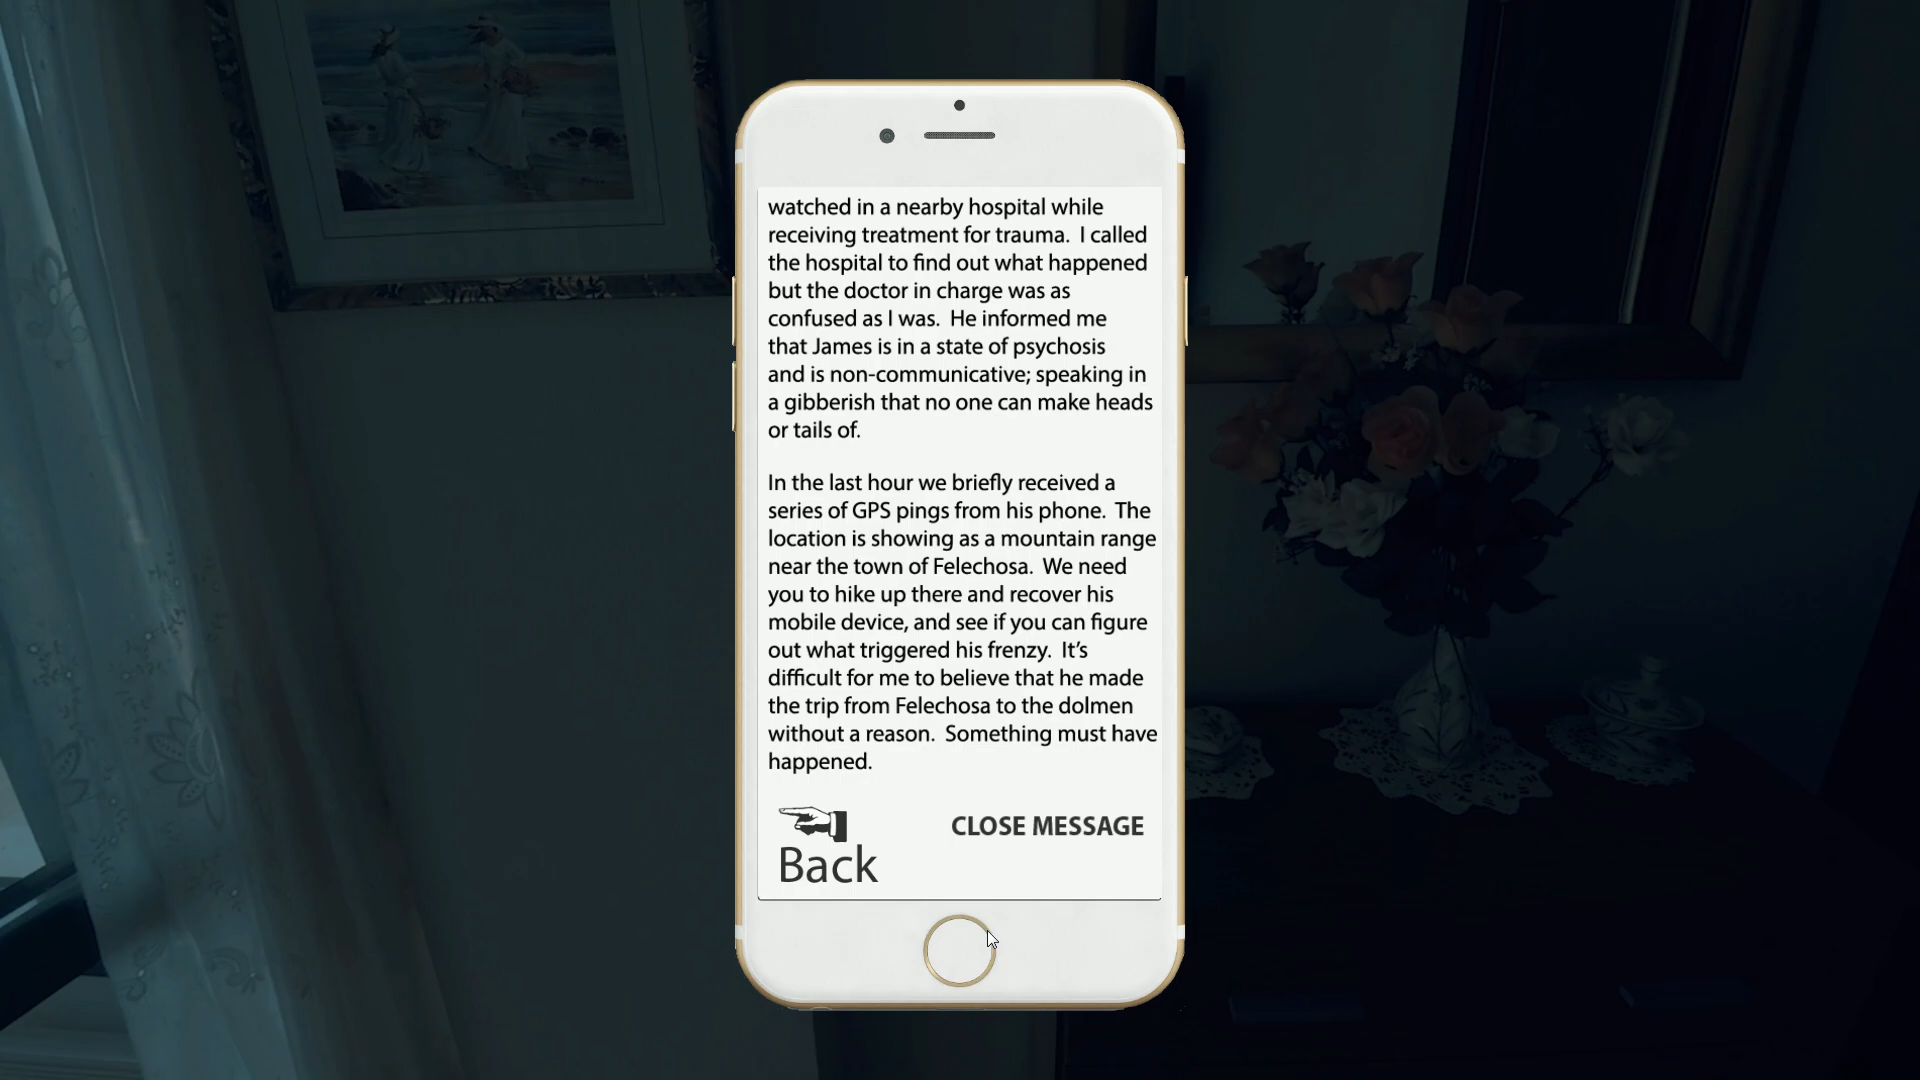 watched in a nearby hospital while
receiving treatment for trauma.  I called
the hospital to find out what happened
but the doctor in charge was as
confused as I was.  He informed me
that James is in a state of psychosis
and is non-communicative; speaking in
a gibberish that no one can make heads
or tails of.
In the last hour we briefly received a
series of GPS pings from his phone.  The
location is showing as a mountain range
near the town of Felechosa.  We need
you to hike up there and recover his
mobile device, and see if you can figure
out what triggered his frenzy.  It’s
difficult for me to believe that he made
the trip from Felechosa to the dolmen
without a reason.  Something must have
happened.
CLOSE MESSAGE
Back